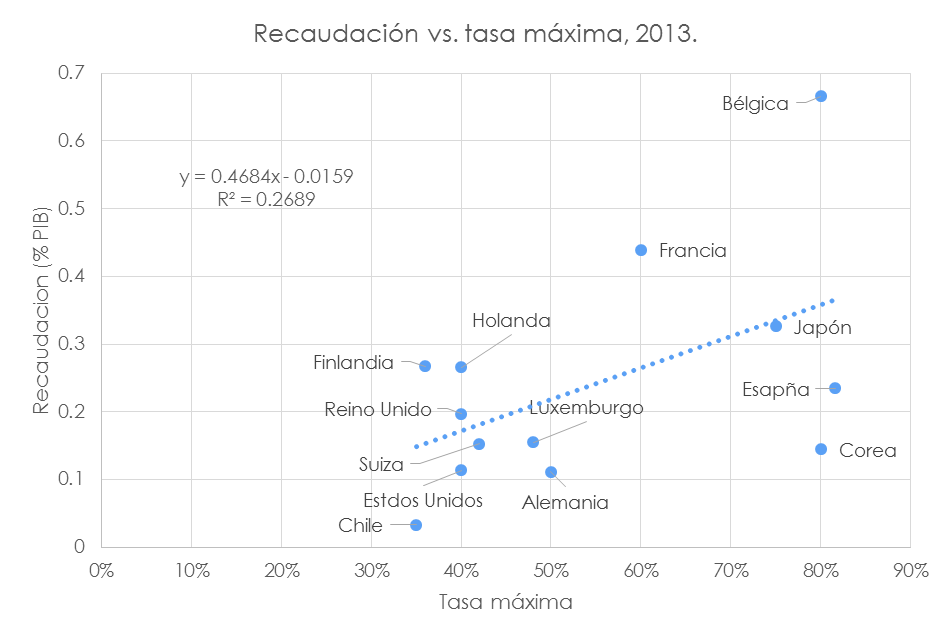 Recaudación vs. tasa máxima, 2013.
0.7
0.6
0.5
0.4
0.3
0.2
0.1
0
Recaudacion (% PIB)
y = 0.4684x - 0.0159
R² = 0.2689
Bélgica
Francia
Holanda
Japón
Finlandia
Esapña
Reino Unido
Luxemburgo
Corea
Suiza
Estdos Unidos
Alemania
Chile
0%
10%
20%
30%
40%
50%
60%
70%
80%
90%
Tasa máxima